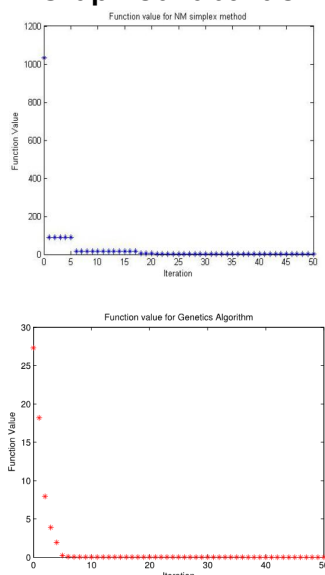 Function value for NM simplex method
1200
1000
800
600
400
200
0
Function Value
0 5 10 15 20 25 30 35 40 45 50
Iteration
Function value for Genetics Algorithm
30
25
20
15
10
5
0
Function Value
0 10 20 30 40 50
Iteration